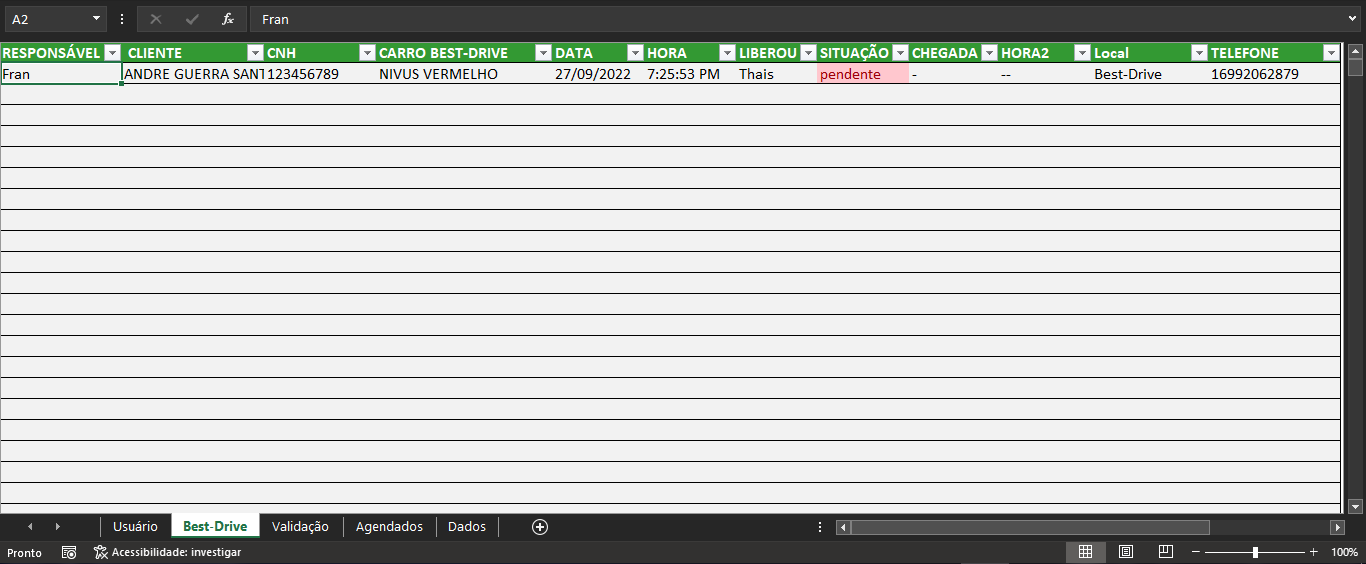 A2 fx Fran
RESPONSÁVEL CLIENTE CNH CARRO BEST-DRIVE DATA HORA LIBEROU SITUAÇÃO CHEGADA HORA2 Local TELEFONE
Fran ANDRE GUERRA SANT 123456789 NIVUS VERMELHO 27/09/2022 7:25:53 PM Thais pendente - -- Best-Drive 16992062879
Usuário Best-Drive Validação Agendados Dados
Pronto Acessibilidade: investigar 100%